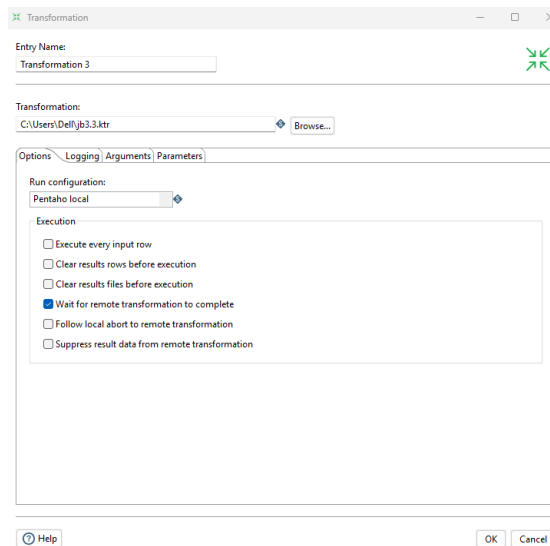 Transformation
Entry Name:
Transformation 3
Transformation:
C:\Users\Dell\jb3.3.ktr
Browse...
Options Logging Arguments Parameters
Run configuration:
Pentaho local
Execution
Execute every input row
Clear results rows before execution
Clear results files before execution
Wait for remote transformation to complete
Follow local abort to remote transformation
Suppress result data from remote transformation
Help OK Cancel